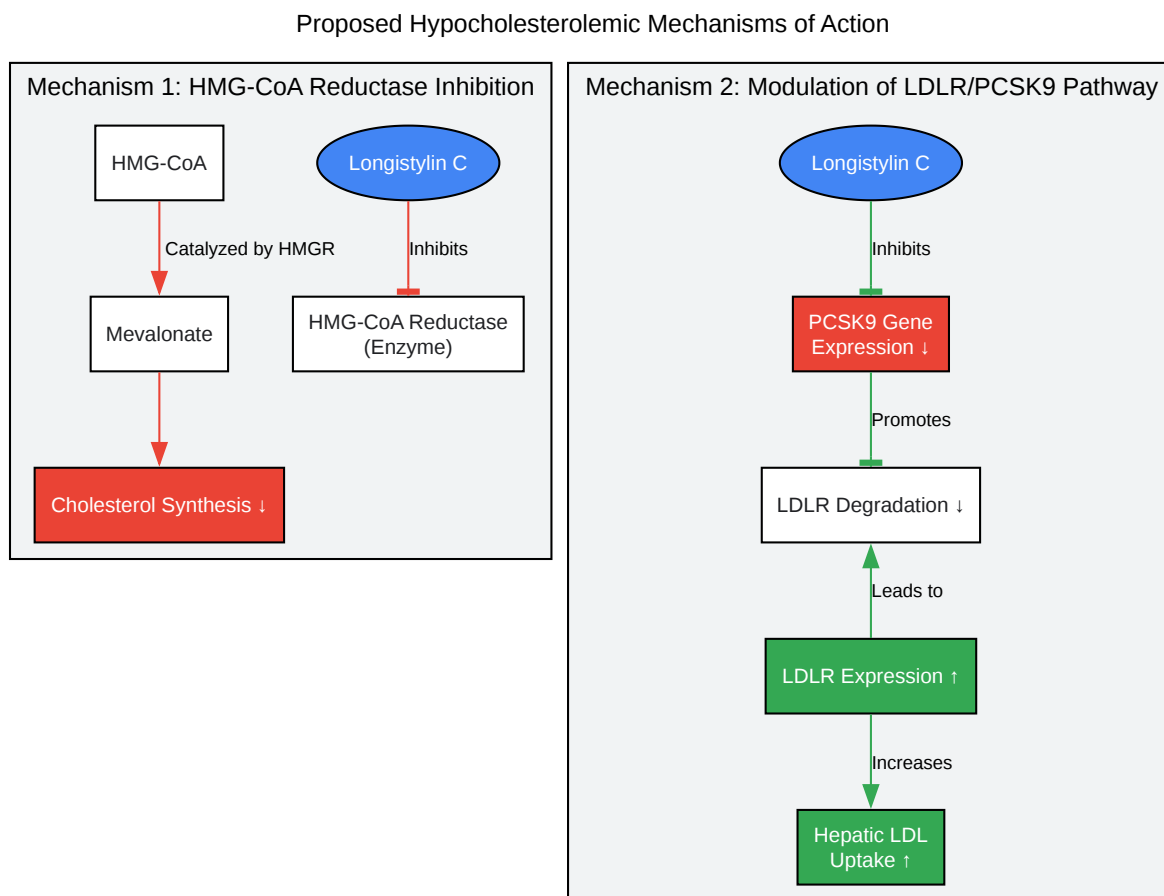 Proposed Hypocholesterolemic Mechanisms of Action
Mechanism 1: HMG-CoA Reductase Inhibition
HMG-CoA
Longistylin C
Catalyzed by HMGR
Inhibits
Mevalonate
HMG-CoA Reductase
(Enzyme)
Cholesterol Synthesis ↓
Mechanism 2: Modulation of LDLR/PCSK9 Pathway
Longistylin C
Inhibits
PCSK9 Gene
Expression ↓
Promotes
LDLR Degradation ↓
Leads to
LDLR Expression ↑
Increases
Hepatic LDL
Uptake ↑